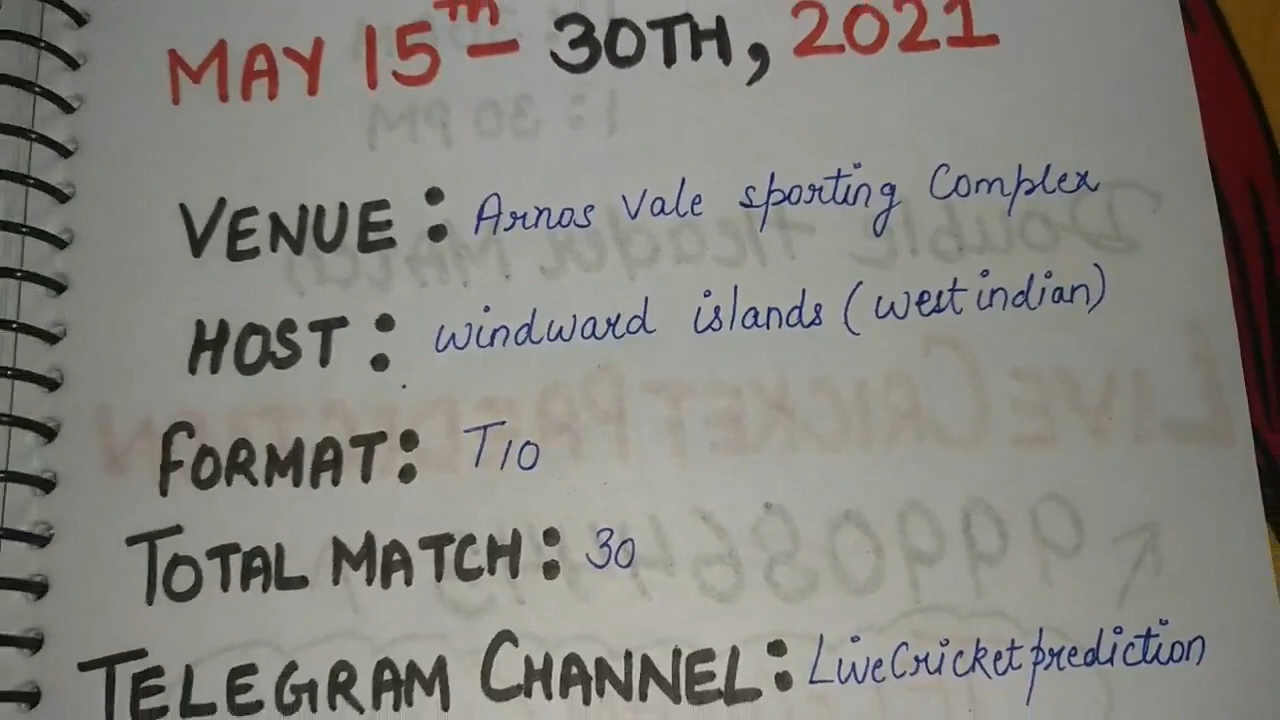 MAY 15TH - 30TH, 2021
VENUE : Arnos Vale sporting Complex
HOST : windward islands (west indian)
FORMAT : T10
TOTAL MATCH : 30
TELEGRAM CHANNEL : LiveCricketprediction